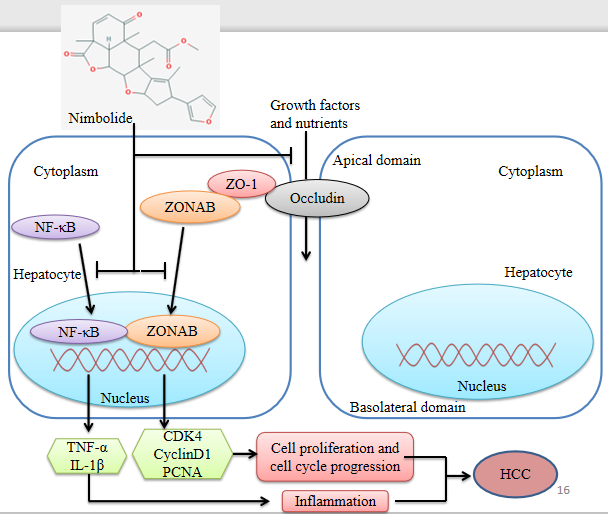 O
O
H
O
O
O
O
O
Nimbolide
Growth factors
and nutrients
Cytoplasm
Apical domain
Cytoplasm
ZO-1
ZONAB
Occludin
NF-κB
Hepatocyte
Hepatocyte
NF-κB
ZONAB
Nucleus
Nucleus
Basolateral domain
TNF-α
IL-1β
CDK4
CyclinD1
PCNA
Cell proliferation and
cell cycle progression
HCC
16
Inflammation